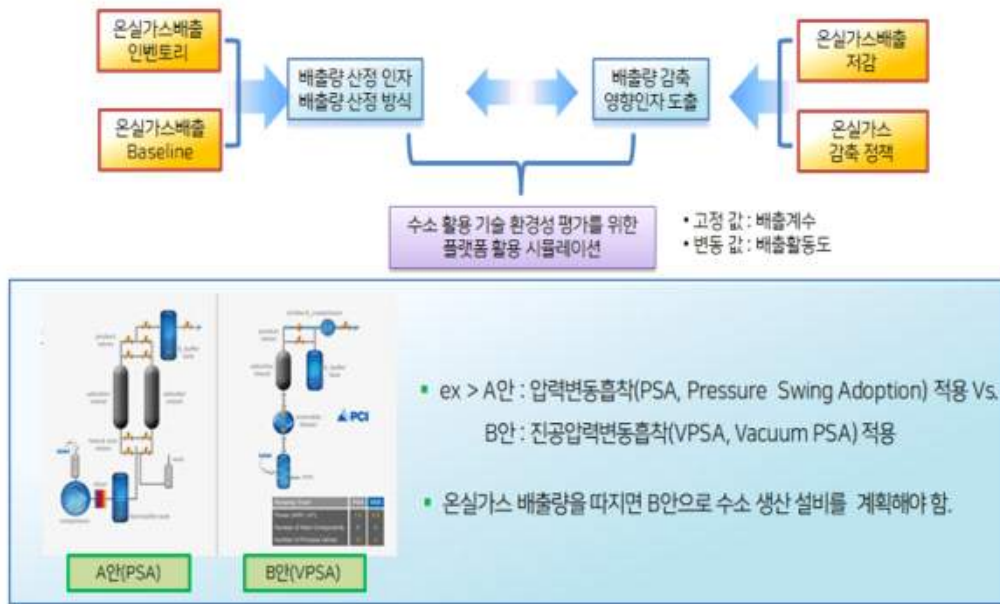 온실가스배출
인벤토리
온실가스배출
Baseline
배출량 산정 인자
배출량 산정 방식
배출량 감축
영향인자 도출
온실가스배출
저감
온실가스
감축 정책
수소 활용 기술 환경성 평가를 위한
플랫폼 활용 시뮬레이션
• 고정 값 : 배출계수
• 변동 값 : 배출활동도
PCI
A안(PSA)
B안(VPSA)
▪ ex > A안 : 압력변동흡착(PSA, Pressure Swing Adoption) 적용 Vs.
B안 : 진공압력변동흡착(VPSA, Vacuum PSA) 적용
▪ 온실가스 배출량을 따지면 B안으로 수소 생산 설비를 계획해야 함.